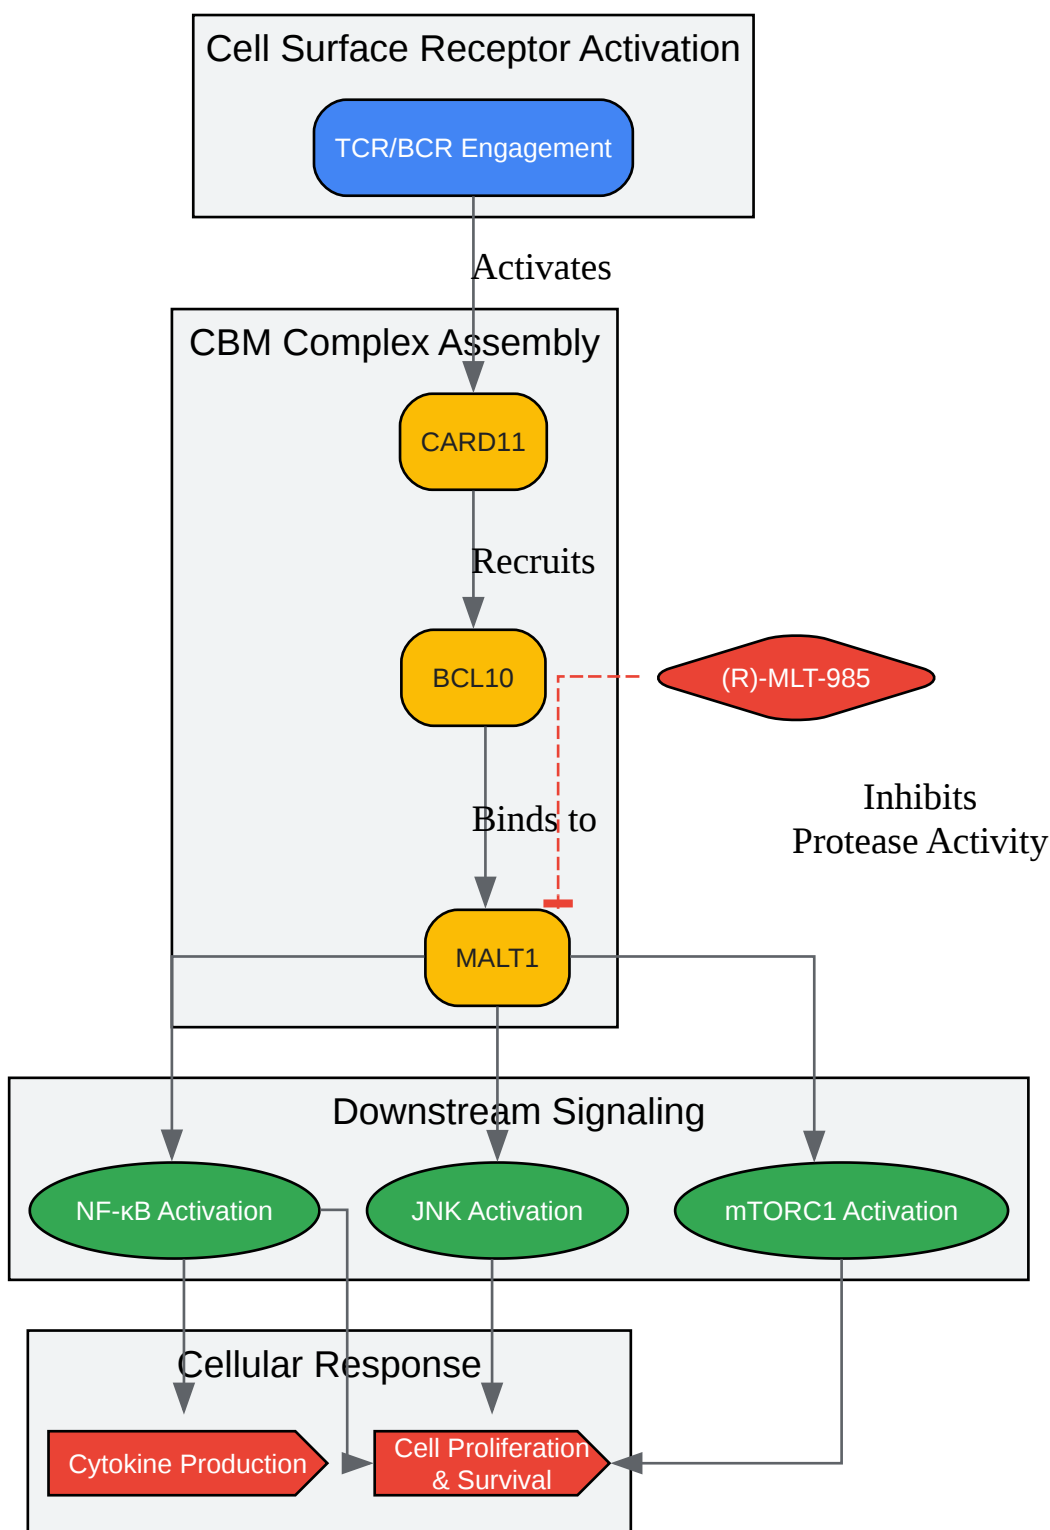 Cell Surface Receptor Activation
TCR/BCR Engagement
Activates
CBM Complex Assembly
CARD11
Recruits
BCL10
(R)-MLT-985
Binds to
Inhibits
Protease Activity
MALT1
Downstream Signaling
NF-κB Activation
JNK Activation
mTORC1 Activation
Cellular Response
Cytokine Production
Cell Proliferation
& Survival